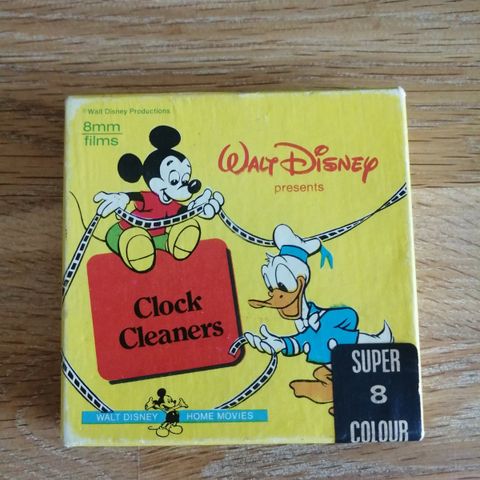 © Walt Disney Productions
8mm
films
WALT DISNEY
presents
Clock
Cleaners
WALT DISNEY HOME MOVIES
SUPER
8
COLOUR